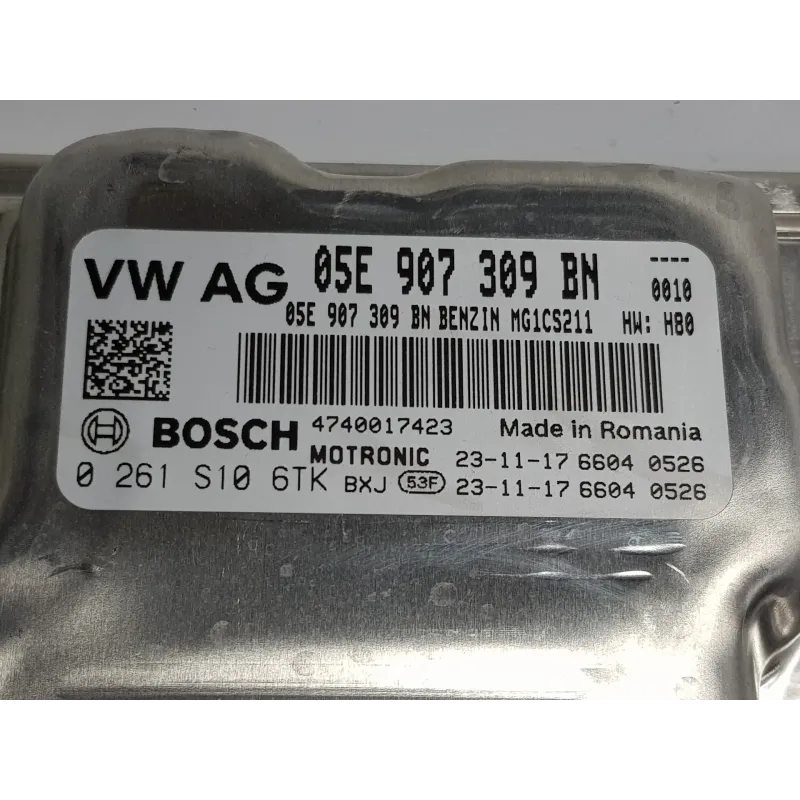 VW AG 05E 907 309 BN ----
0010
05E 907 309 BN BENZIN MG1CS211 HW: H80
BOSCH 4740017423 Made in Romania
MOTRONIC 23-11-17 6604 0526
0 261 S10 6TK BXJ 53F 23-11-17 6604 0526